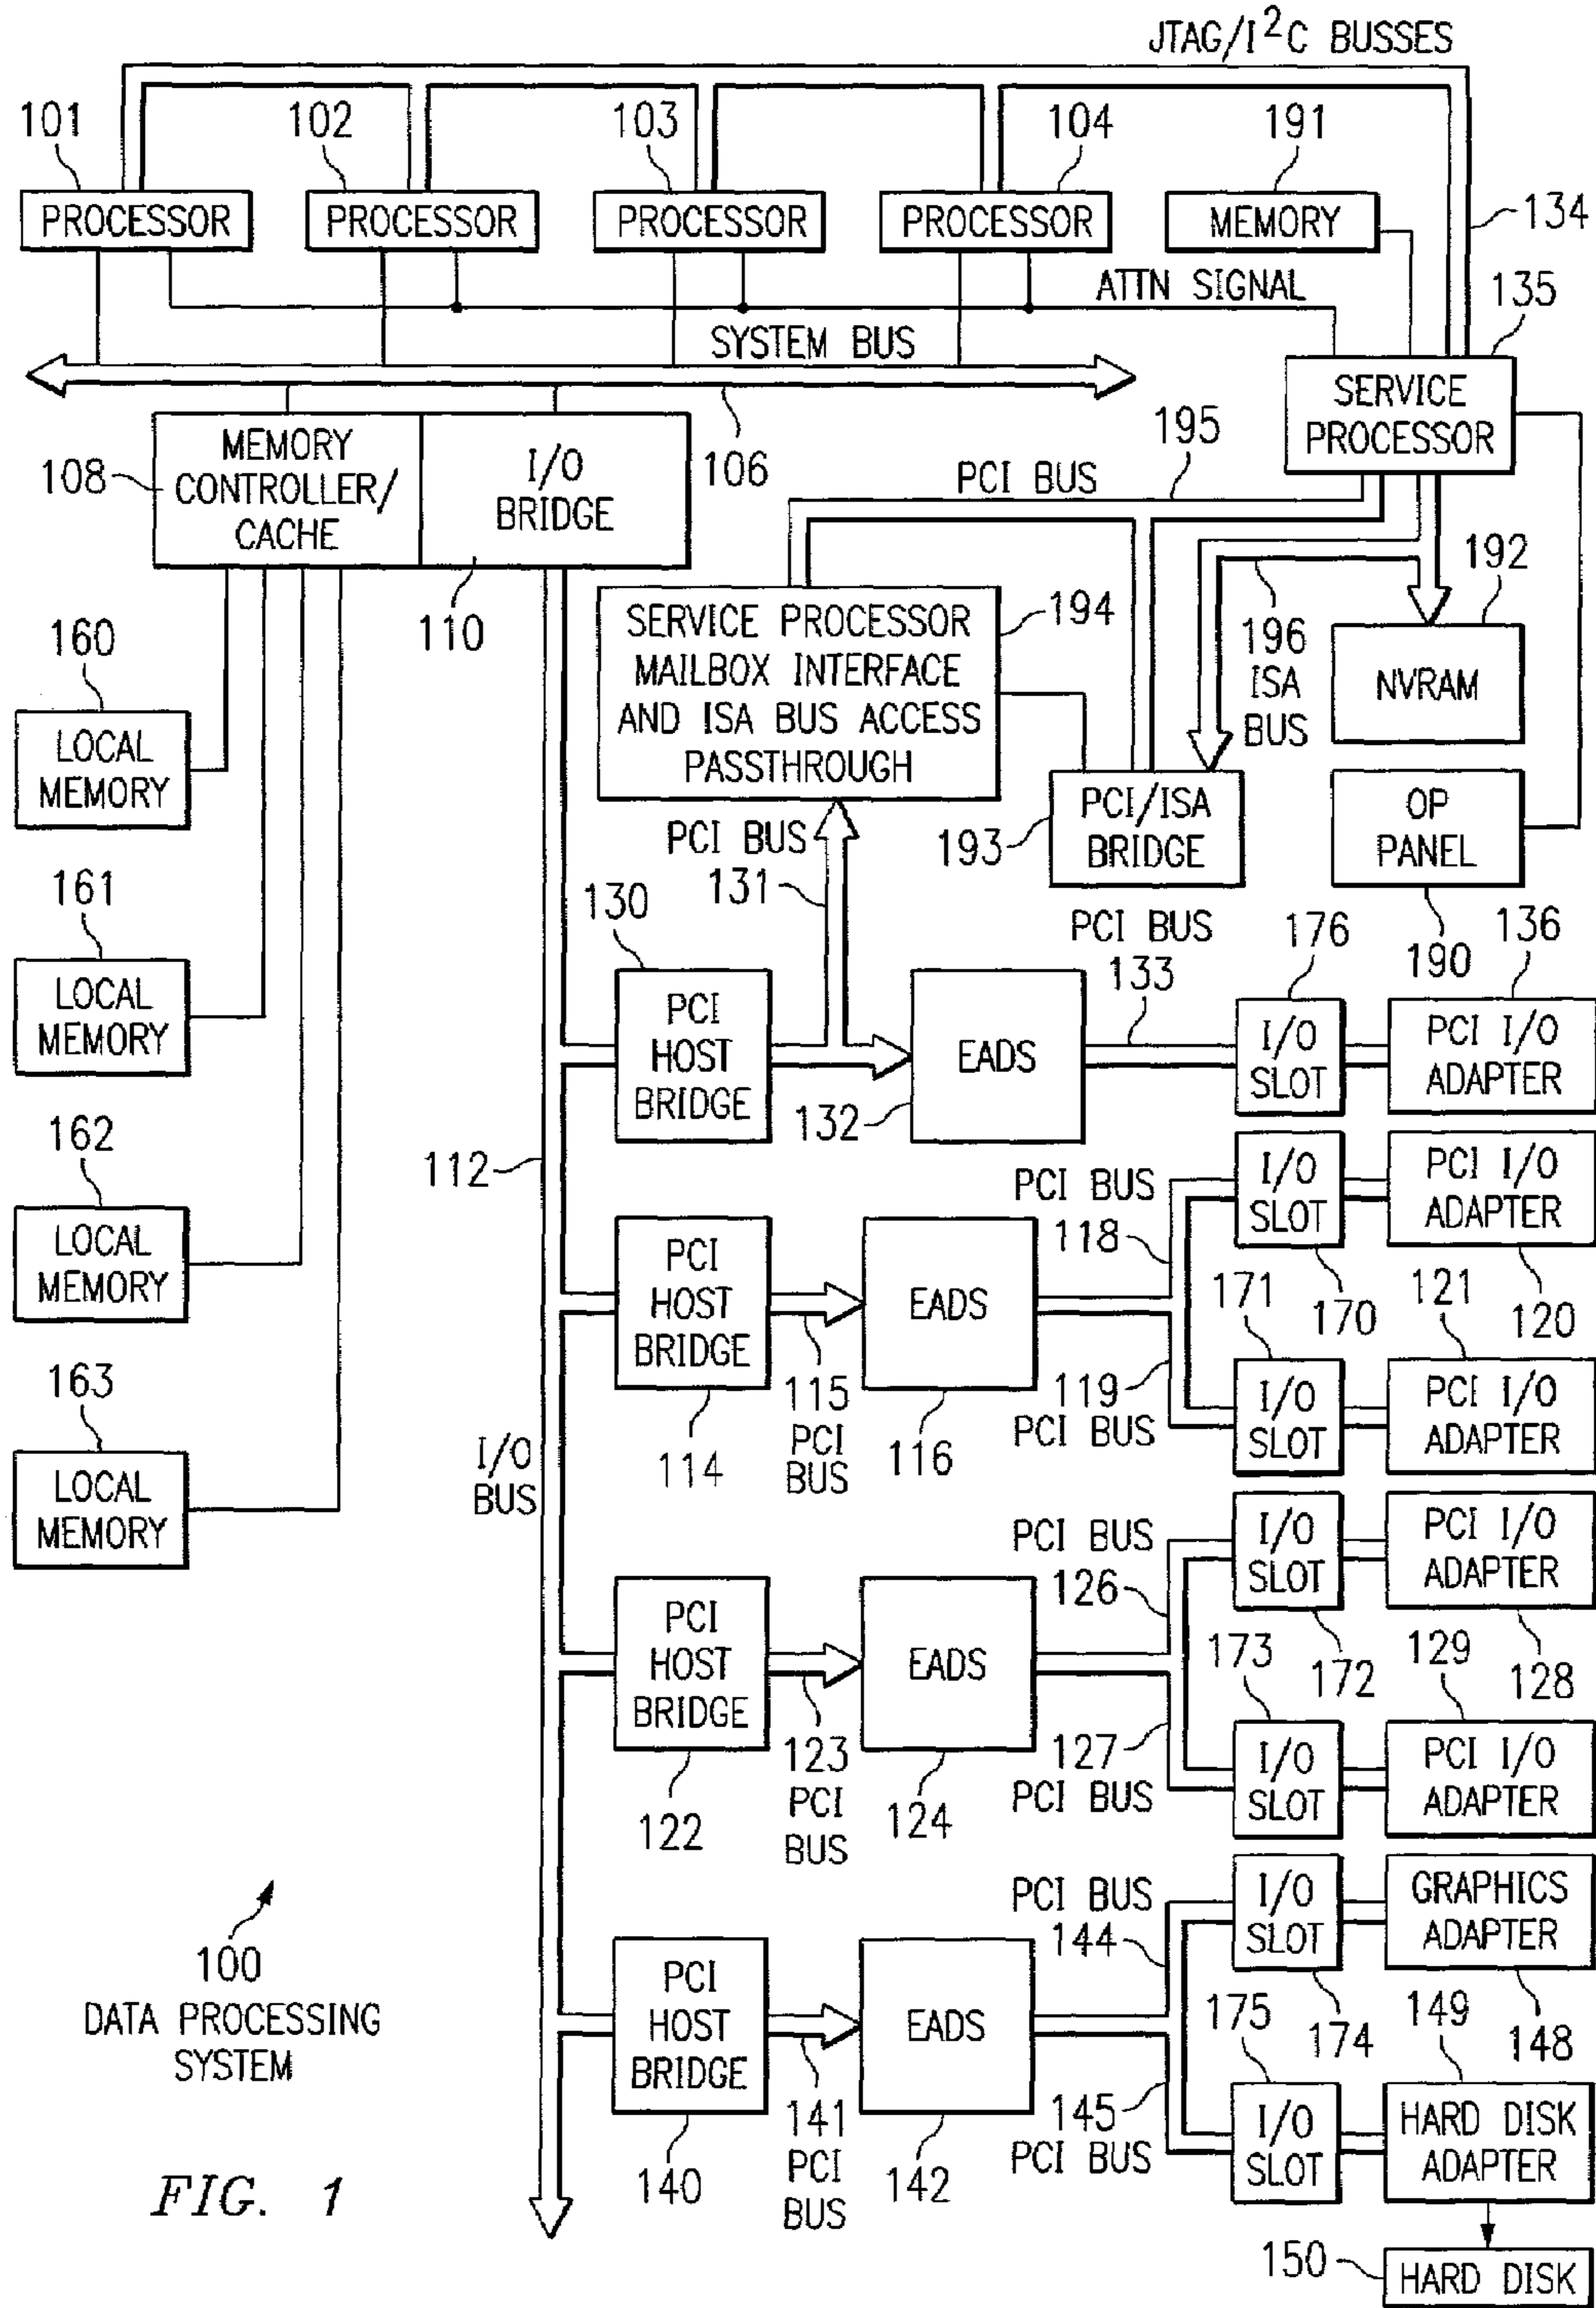 JTAG/I²C BUSSES
101
102
103
104
191
PROCESSOR
PROCESSOR
PROCESSOR
PROCESSOR
MEMORY
134
ATTN SIGNAL
135
SYSTEM BUS
SERVICE
PROCESSOR
106
108
MEMORY
CONTROLLER/
CACHE
I/O
BRIDGE
110
195
PCI BUS
192
SERVICE PROCESSOR
MAILBOX INTERFACE
AND ISA BUS ACCESS
PASSTHROUGH
194
196
ISA
BUS
NVRAM
160
LOCAL
MEMORY
PCI BUS
131
193
PCI/ISA
BRIDGE
OP
PANEL
190
161
LOCAL
MEMORY
130
PCI
HOST
BRIDGE
EADS
132
PCI BUS
133
176
I/O
SLOT
136
PCI I/O
ADAPTER
162
LOCAL
MEMORY
112
PCI
HOST
BRIDGE
114
115
PCI
BUS
EADS
116
PCI BUS
118
I/O
SLOT
170
PCI I/O
ADAPTER
120
119
PCI BUS
171
I/O
SLOT
121
PCI I/O
ADAPTER
163
LOCAL
MEMORY
I/O
BUS
PCI
HOST
BRIDGE
122
123
PCI
BUS
EADS
124
PCI BUS
126
I/O
SLOT
172
PCI I/O
ADAPTER
128
127
PCI BUS
173
I/O
SLOT
129
PCI I/O
ADAPTER
100
DATA PROCESSING
SYSTEM
PCI
HOST
BRIDGE
140
141
PCI
BUS
EADS
142
PCI BUS
144
I/O
SLOT
174
GRAPHICS
ADAPTER
148
145
PCI BUS
175
I/O
SLOT
149
HARD DISK
ADAPTER
150
HARD DISK
FIG. 1